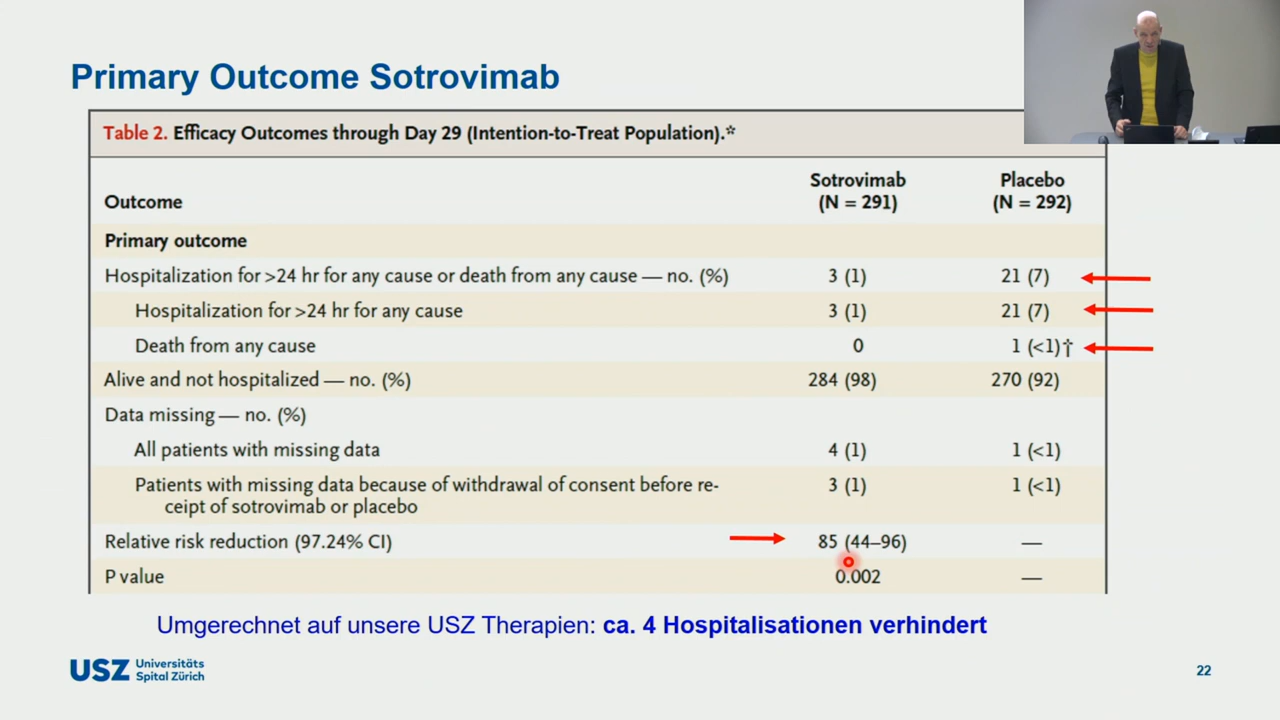 Primary Outcome Sotrovimab
Table 2. Efficacy Outcomes through Day 29 (Intention-to-Treat Population).*
Outcome
Sotrovimab
(N = 291)
Placebo
(N = 292)
Primary outcome
Hospitalization for >24 hr for any cause or death from any cause — no. (%) 3 (1) 21 (7)
Hospitalization for >24 hr for any cause 3 (1) 21 (7)
Death from any cause 0 1 (<1)†
Alive and not hospitalized — no. (%) 284 (98) 270 (92)
Data missing — no. (%)
All patients with missing data 4 (1) 1 (<1)
Patients with missing data because of withdrawal of consent before re- 3 (1) 1 (<1)
ceipt of sotrovimab or placebo
Relative risk reduction (97.24% CI) 85 (44–96) —
P value 0.002 —
Umgerechnet auf unsere USZ Therapien: ca. 4 Hospitalisationen verhindert
USZ Universitäts
Spital Zürich
22